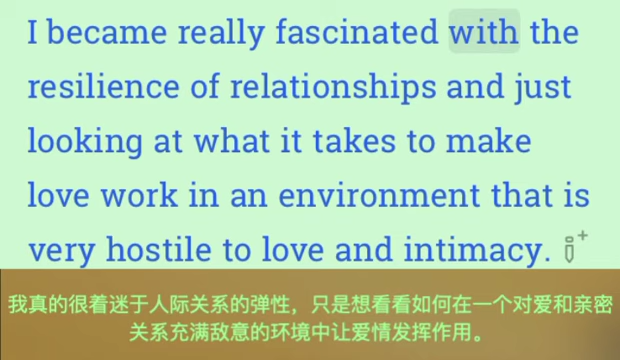 I became really fascinated with the
resilience of relationships and just
looking at what it takes to make
love work in an environment that is
very hostile to love and intimacy.
我真的很着迷于人际关系的弹性，只是想看看如何在一个对爱和亲密
关系充满敌意的环境中让爱情发挥作用。